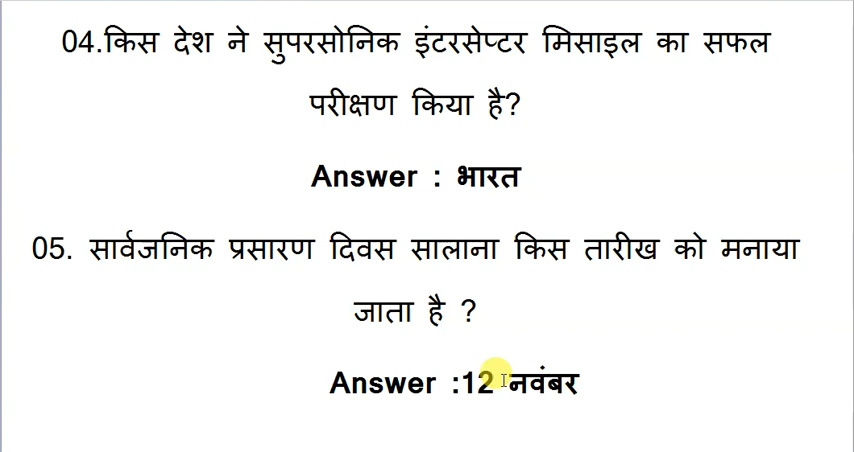 04.किस देश ने सुपरसोनिक इंटरसेप्टर मिसाइल का सफल
परीक्षण किया है?
Answer : भारत
05. सार्वजनिक प्रसारण दिवस सालाना किस तारीख को मनाया
जाता है ?
Answer :12 नवंबर